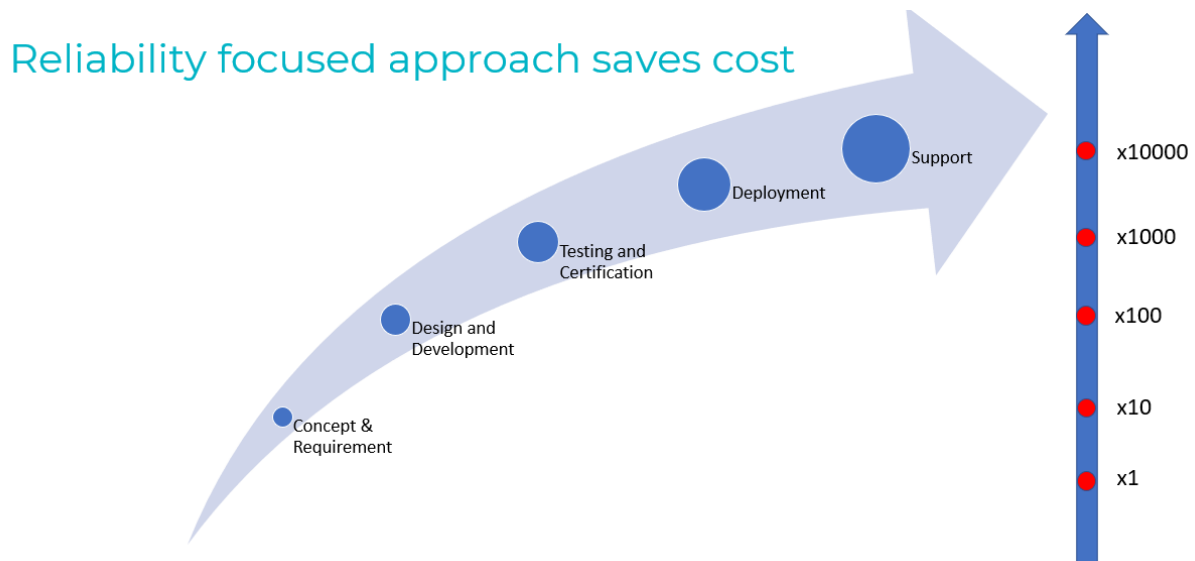 Reliability focused approach saves cost
x10000
Support
Deployment
x1000
Testing and
Certification
x100
Design and
Development
x10
Concept &
Requirement
x1